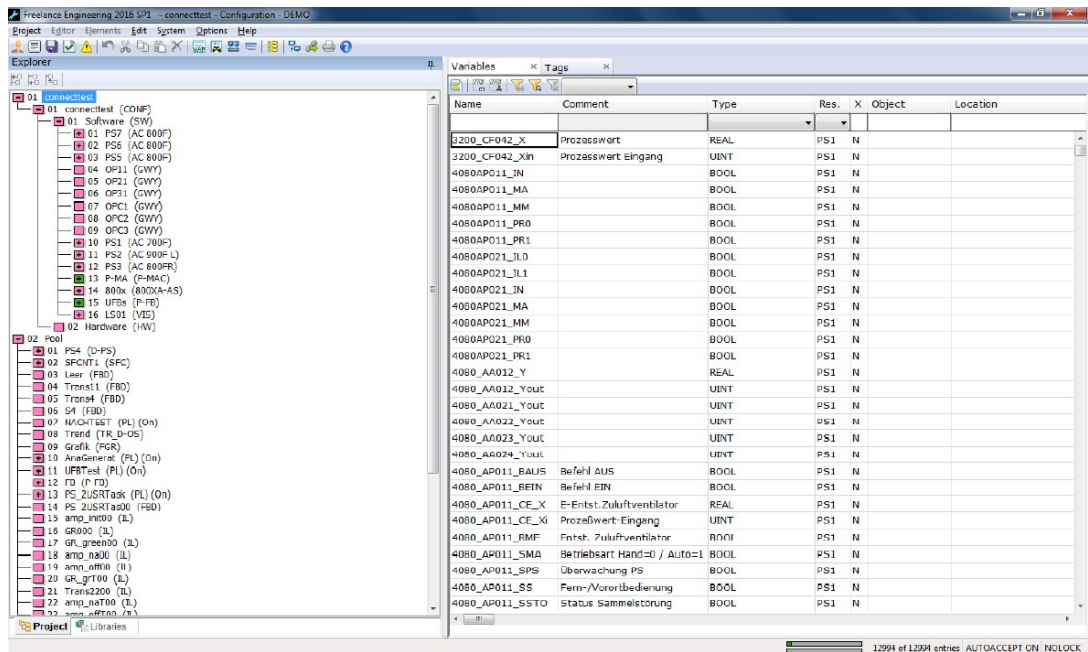 Freelance Engineering 2016 SP1 - connecttest - Configuration - DEMO
Project Editor Elements Edit System Options Help
Explorer
01 connecttest
01 connecttest (CONF)
01 Software (SW)
01 PS7 (AC 800F)
02 PS6 (AC 800F)
03 PS5 (AC 800F)
04 OP11 (GWY)
05 OP21 (GWY)
06 OP31 (GWY)
07 OPC1 (GWY)
08 OPC2 (GWY)
09 OPC3 (GWY)
10 PS1 (AC 700F)
11 PS2 (AC 900F L)
12 PS3 (AC 800FR)
13 P-MA (P-MAC)
14 800x (800XA-AS)
15 UFBs (P-FB)
16 LS01 (VIS)
02 Hardware (HW)
02 Pool
01 PS4 (D-PS)
02 SFCNT1 (SFC)
03 Leer (FBD)
04 Trans11 (FBD)
05 Trans4 (FBD)
06 S4 (FBD)
07 NACHTEST (PL) (On)
08 Trend (TR_D-OS)
09 Grafik (FGR)
10 AnaGenerat (PL) (On)
11 UFBTest (PL) (On)
12 FB (P-FB)
13 PS_2USRTask (PL) (On)
14 PS_2USRTas00 (FBD)
15 amp_init00 (IL)
16 GR000 (IL)
17 GR_green00 (IL)
18 amp_na00 (IL)
19 amp_off00 (IL)
20 GR_grT00 (IL)
21 Trans2200 (IL)
22 amp_naT00 (IL)
23 amp_offT00 (IL)
Project Libraries
Variables Tags
Name Comment Type Res. X Object Location
3200_CF042_X Prozesswert REAL PS1 N
3200_CF042_Xin Prozesswert Eingang UINT PS1 N
4080AP011_IN BOOL PS1 N
4080AP011_MA BOOL PS1 N
4080AP011_MM BOOL PS1 N
4080AP011_PR0 BOOL PS1 N
4080AP011_PR1 BOOL PS1 N
4080AP021_IL0 BOOL PS1 N
4080AP021_IL1 BOOL PS1 N
4080AP021_IN BOOL PS1 N
4080AP021_MA BOOL PS1 N
4080AP021_MM BOOL PS1 N
4080AP021_PR0 BOOL PS1 N
4080AP021_PR1 BOOL PS1 N
4080_AA012_Y REAL PS1 N
4080_AA012_Yout UINT PS1 N
4080_AA021_Yout UINT PS1 N
4080_AA022_Yout UINT PS1 N
4080_AA023_Yout UINT PS1 N
4080_AA024_Yout UINT PS1 N
4080_AP011_BAUS Befehl AUS BOOL PS1 N
4080_AP011_BEIN Befehl EIN BOOL PS1 N
4080_AP011_CE_X E-Entst.Zuluftventilator REAL PS1 N
4080_AP011_CE_Xi Prozeßwert-Eingang UINT PS1 N
4080_AP011_RME Entst. Zuluftventilator BOOL PS1 N
4080_AP011_SMA Betriebsart Hand=0 / Auto=1 BOOL PS1 N
4080_AP011_SPS Überwachung PS BOOL PS1 N
4080_AP011_SS Fern-/Vorortbedienung BOOL PS1 N
4080_AP011_SSTO Status Sammelstörung BOOL PS1 N
12994 of 12994 entries AUTOACCEPT ON NOLOCK